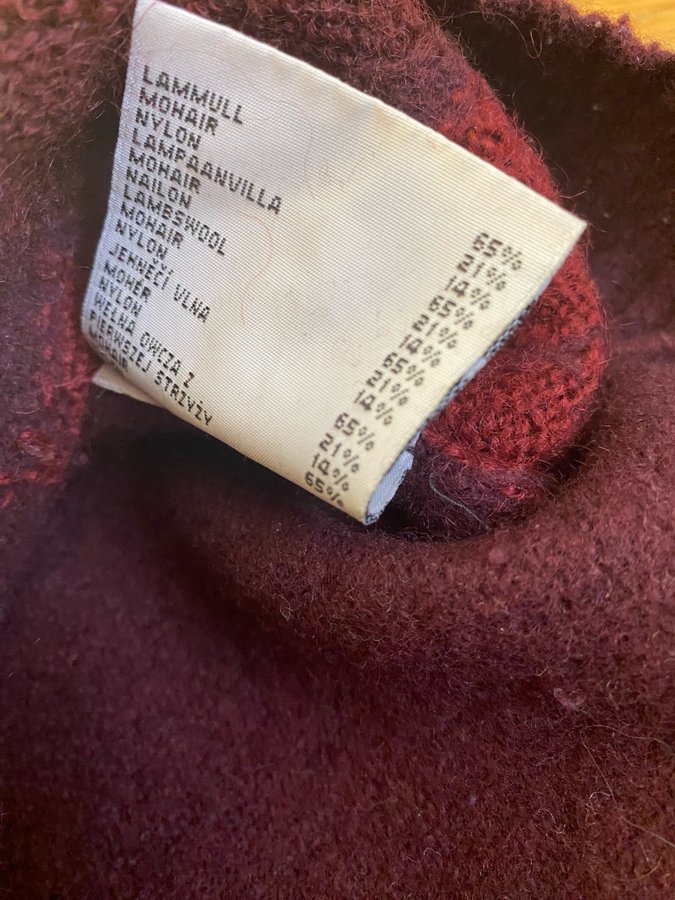 LAMMULL 65%
MOHAIR 21%
NYLON 14%
LAMPAANVILLA 65%
MOHAIR 21%
NAILON 14%
LAMBSWOOL 65%
MOHAIR 21%
NYLON 14%
JEHNĚČÍ VLNA 65%
MOHÉR 21%
NYLON 14%
WEŁNA OWCZA Z
PIERWSZEJ STRZYŻY 65%